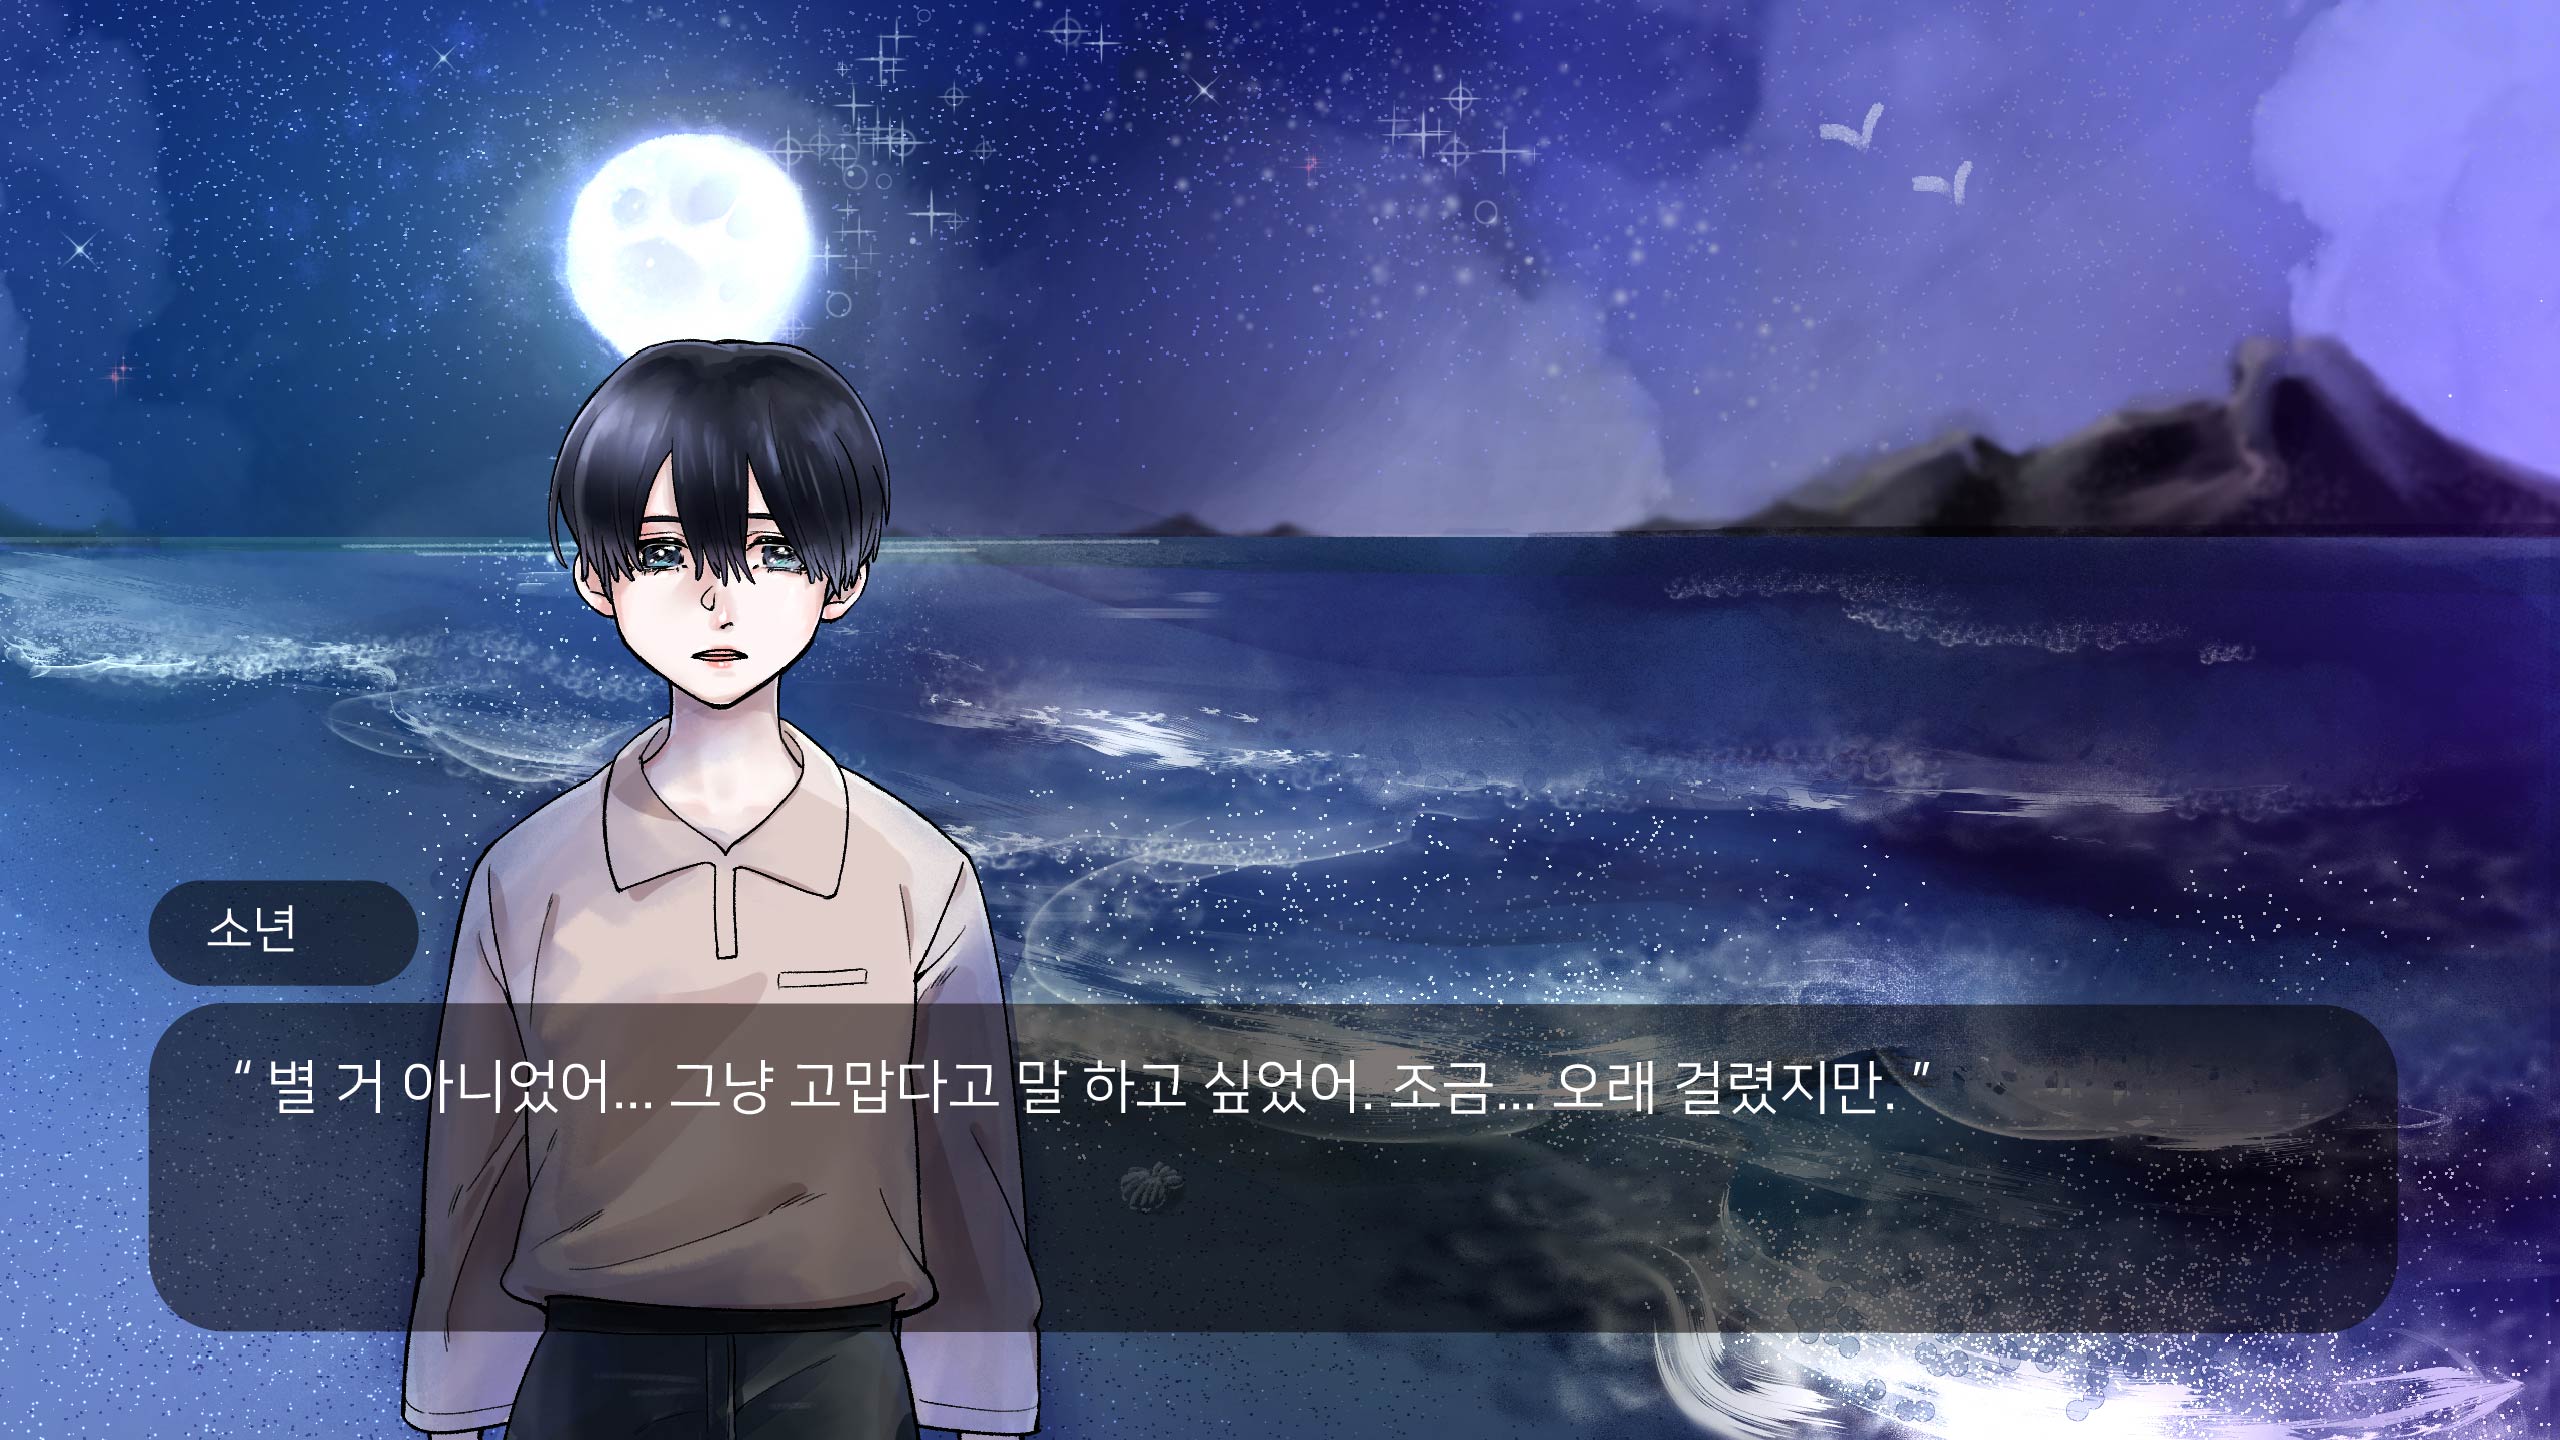 소년
“ 별 거 아니었어... 그냥 고맙다고 말 하고 싶었어. 조금... 오래 걸렸지만. ”